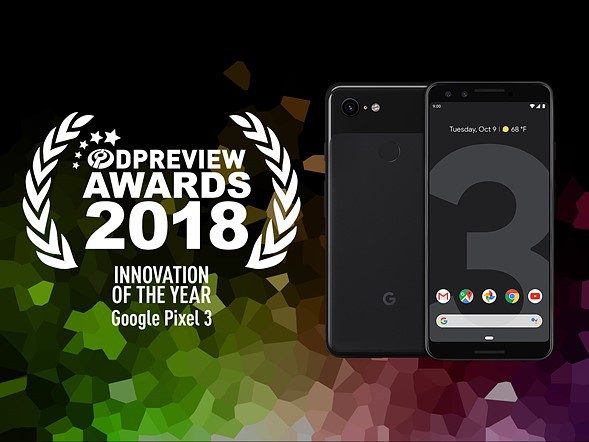 DPREVIEW
AWARDS
2018
INNOVATION
OF THE YEAR
Google Pixel 3
9:00
Tuesday, Oct 9 | 68 °F
3
G
G